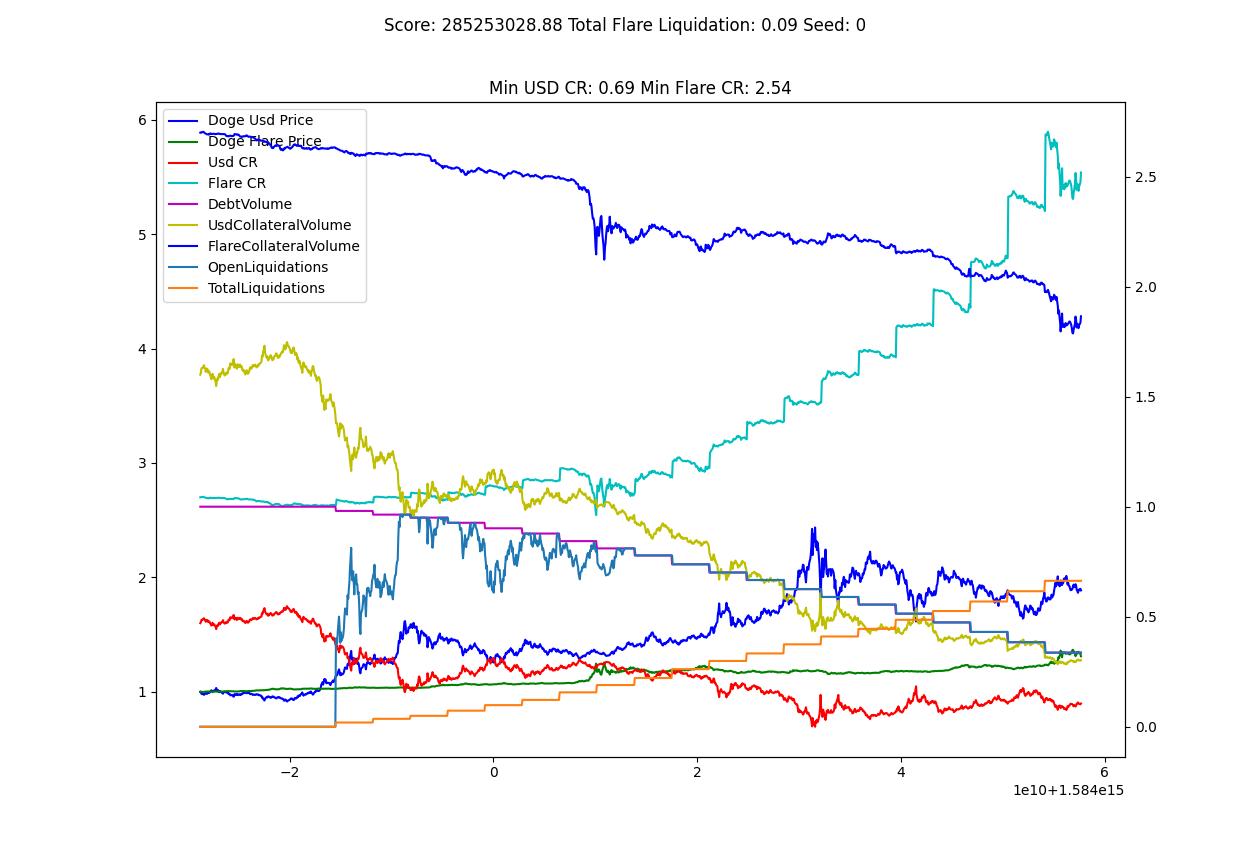 Score: 285253028.88 Total Flare Liquidation: 0.09 Seed: 0
Min USD CR: 0.69 Min Flare CR: 2.54
Doge Usd Price
Doge Flare Price
Usd CR
Flare CR
DebtVolume
UsdCollateralVolume
FlareCollateralVolume
OpenLiquidations
TotalLiquidations
6
5
4
3
2
1
2.5
2.0
1.5
1.0
0.5
0.0
−2
0
2
4
6
1e10+1.584e15